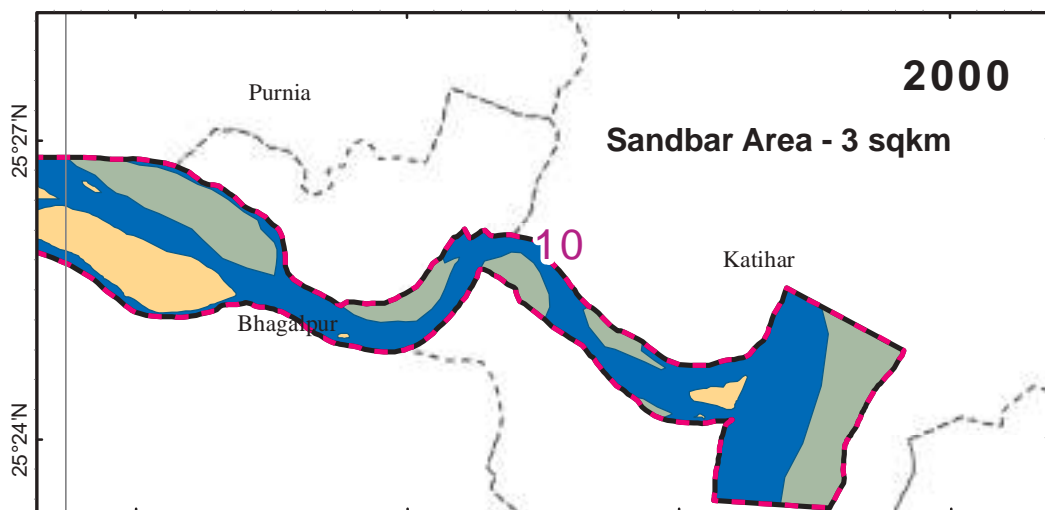 2000
Purnia
Sandbar Area - 3 sqkm
25°27'N
10
Katihar
Bhagalpur
25°24'N